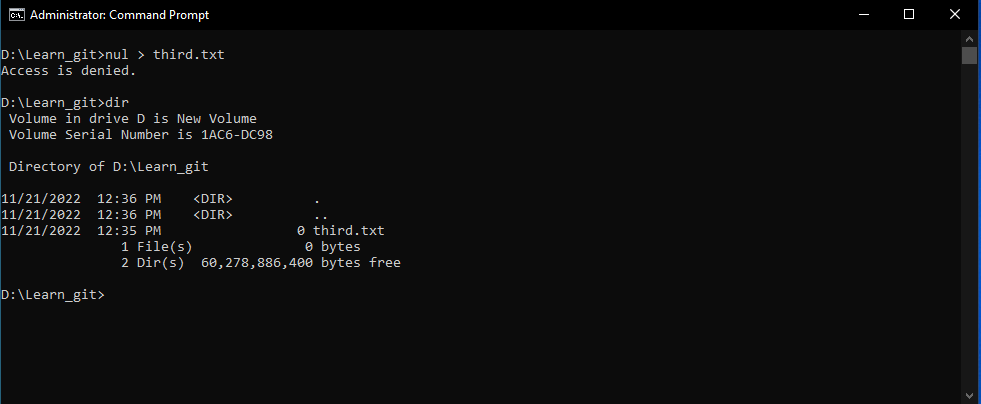 Administrator: Command Prompt
D:\Learn_git>nul > third.txt
Access is denied.
D:\Learn_git>dir
 Volume in drive D is New Volume
 Volume Serial Number is 1AC6-DC98
 Directory of D:\Learn_git
11/21/2022  12:36 PM    <DIR>          .
11/21/2022  12:36 PM    <DIR>          ..
11/21/2022  12:35 PM                 0 third.txt
               1 File(s)              0 bytes
               2 Dir(s)  60,278,886,400 bytes free
D:\Learn_git>